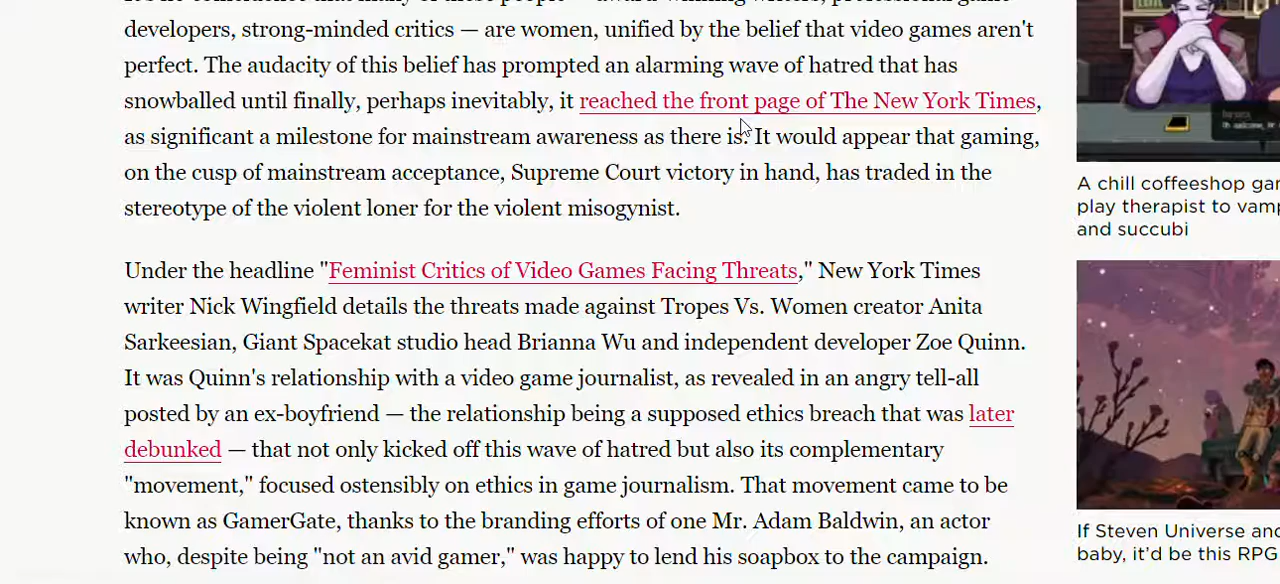 developers, strong-minded critics — are women, unified by the belief that video games aren't
perfect. The audacity of this belief has prompted an alarming wave of hatred that has
snowballed until finally, perhaps inevitably, it reached the front page of The New York Times,
as significant a milestone for mainstream awareness as there is. It would appear that gaming,
on the cusp of mainstream acceptance, Supreme Court victory in hand, has traded in the
stereotype of the violent loner for the violent misogynist.
Under the headline "Feminist Critics of Video Games Facing Threats," New York Times
writer Nick Wingfield details the threats made against Tropes Vs. Women creator Anita
Sarkeesian, Giant Spacekat studio head Brianna Wu and independent developer Zoe Quinn.
It was Quinn's relationship with a video game journalist, as revealed in an angry tell-all
posted by an ex-boyfriend — the relationship being a supposed ethics breach that was later
debunked — that not only kicked off this wave of hatred but also its complementary
"movement," focused ostensibly on ethics in game journalism. That movement came to be
known as GamerGate, thanks to the branding efforts of one Mr. Adam Baldwin, an actor
who, despite being "not an avid gamer," was happy to lend his soapbox to the campaign.
A chill coffeeshop
play therapist to
and succubi
If Steven Universe
baby, it'd be this RPG